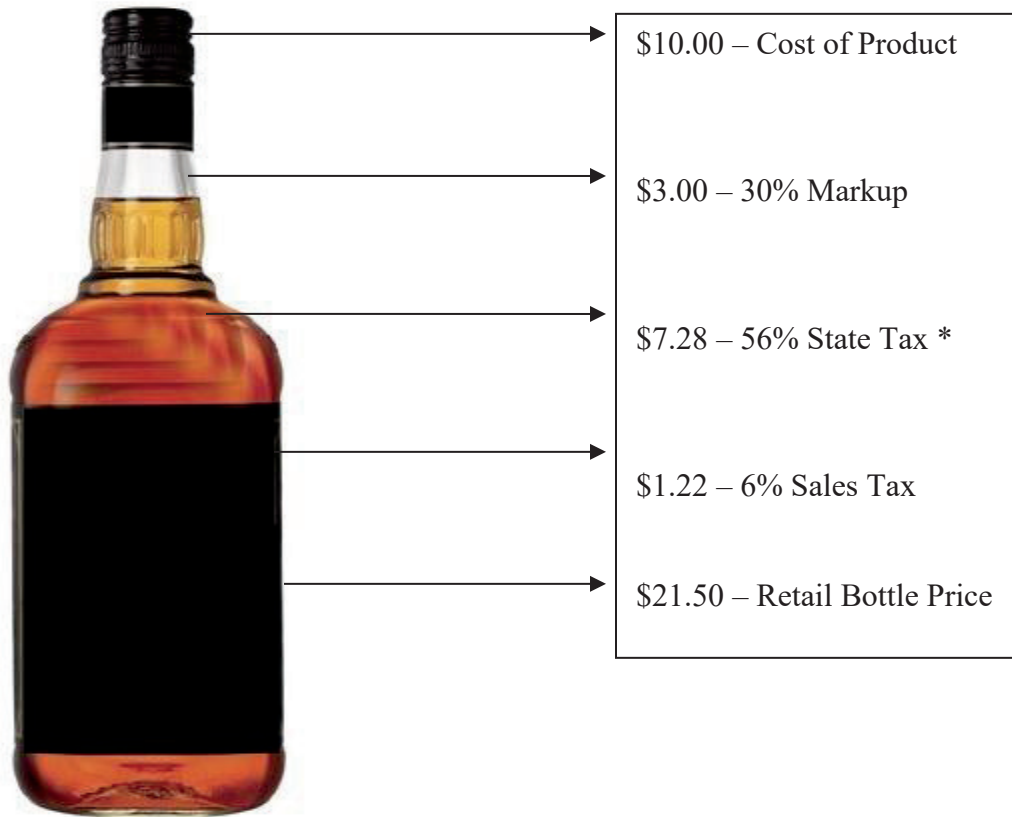 $10.00 – Cost of Product
$3.00 – 30% Markup
$7.28 – 56% State Tax *
$1.22 – 6% Sales Tax
$21.50 – Retail Bottle Price